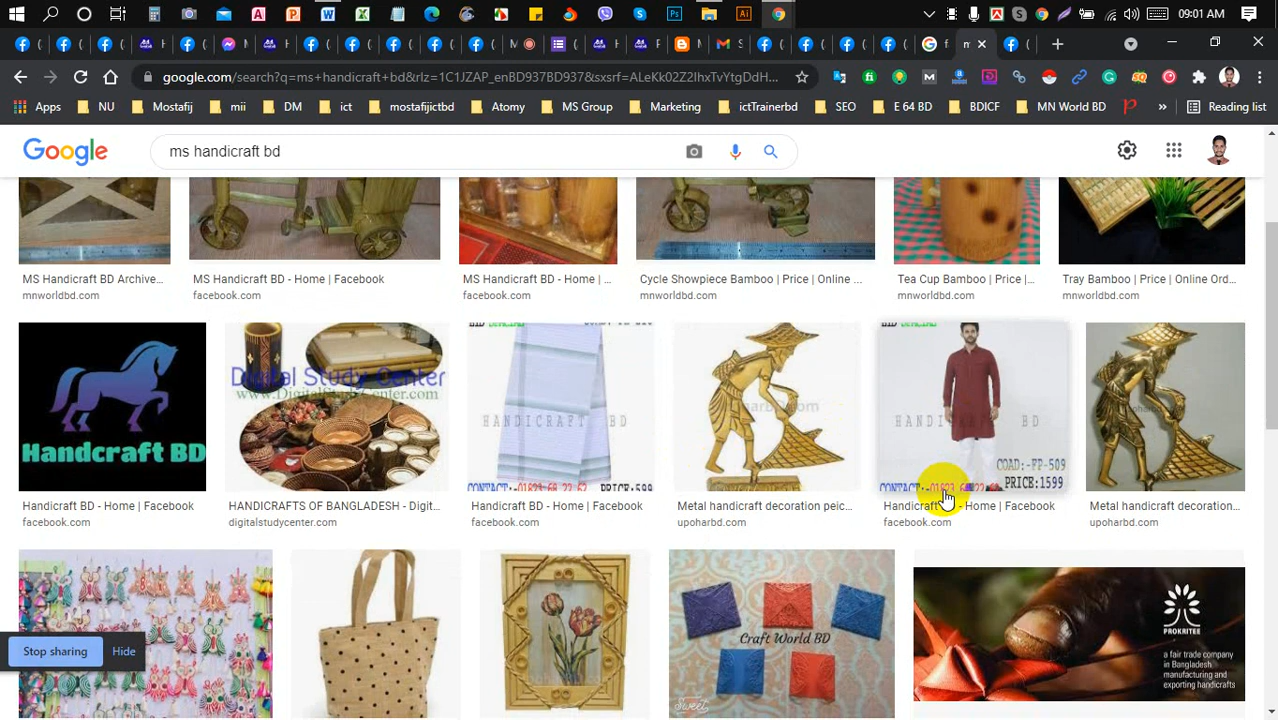 09:01 AM
google.com/search?q=ms+handicraft+bd&rlz=1C1JZAP_enBD937BD937&sxsrf=ALeKk02Z2IhxTvYtgDdH...
Apps
NU
Mostafij
mii
DM
ict
mostafijictbd
Atomy
MS Group
Marketing
ictTrainerbd
SEO
E 64 BD
BDICF
MN World BD
»
Reading list
Google
ms handicraft bd
MS Handicraft BD Archive...
MS Handicraft BD - Home | Facebook
MS Handicraft BD - Home | ...
Cycle Showpiece Bamboo | Price | Online ...
Tea Cup Bamboo | Price |...
Tray Bamboo | Price | Online Ord...
mnworldbd.com
facebook.com
facebook.com
mnworldbd.com
mnworldbd.com
mnworldbd.com
Handcraft BD
Digital Study Center
www.DigitalStudyCenter.com
HANDICRAFT BD
PRICE:599
HANDICRAFT BD
COAD:-FP-509
PRICE:1599
Handicraft BD - Home | Facebook
HANDICRAFTS OF BANGLADESH - Digit...
Handicraft BD - Home | Facebook
Metal handicraft decoration peic...
Handicraft - Home | Facebook
Metal handicraft decoration...
facebook.com
digitalstudycenter.com
facebook.com
upoharbd.com
facebook.com
upoharbd.com
Craft World BD
Sweet
PROKRITEE
a fair trade company
in Bangladesh,
manufacturing and
exporting handicrafts
Stop sharing
Hide